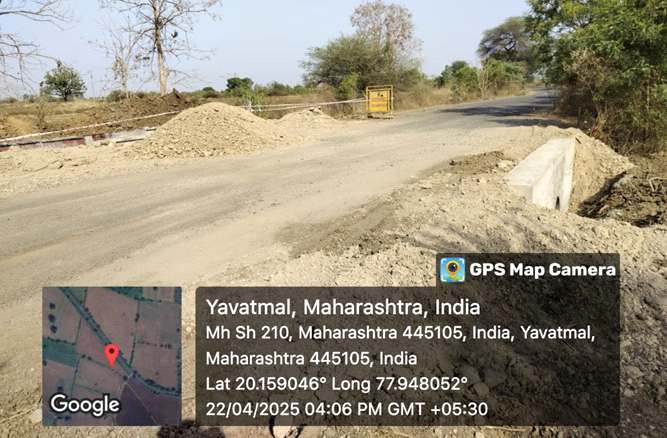 GPS Map Camera
Yavatmal, Maharashtra, India
Mh Sh 210, Maharashtra 445105, India, Yavatmal,
Maharashtra 445105, India
Lat 20.159046° Long 77.948052°
22/04/2025 04:06 PM GMT +05:30
Google